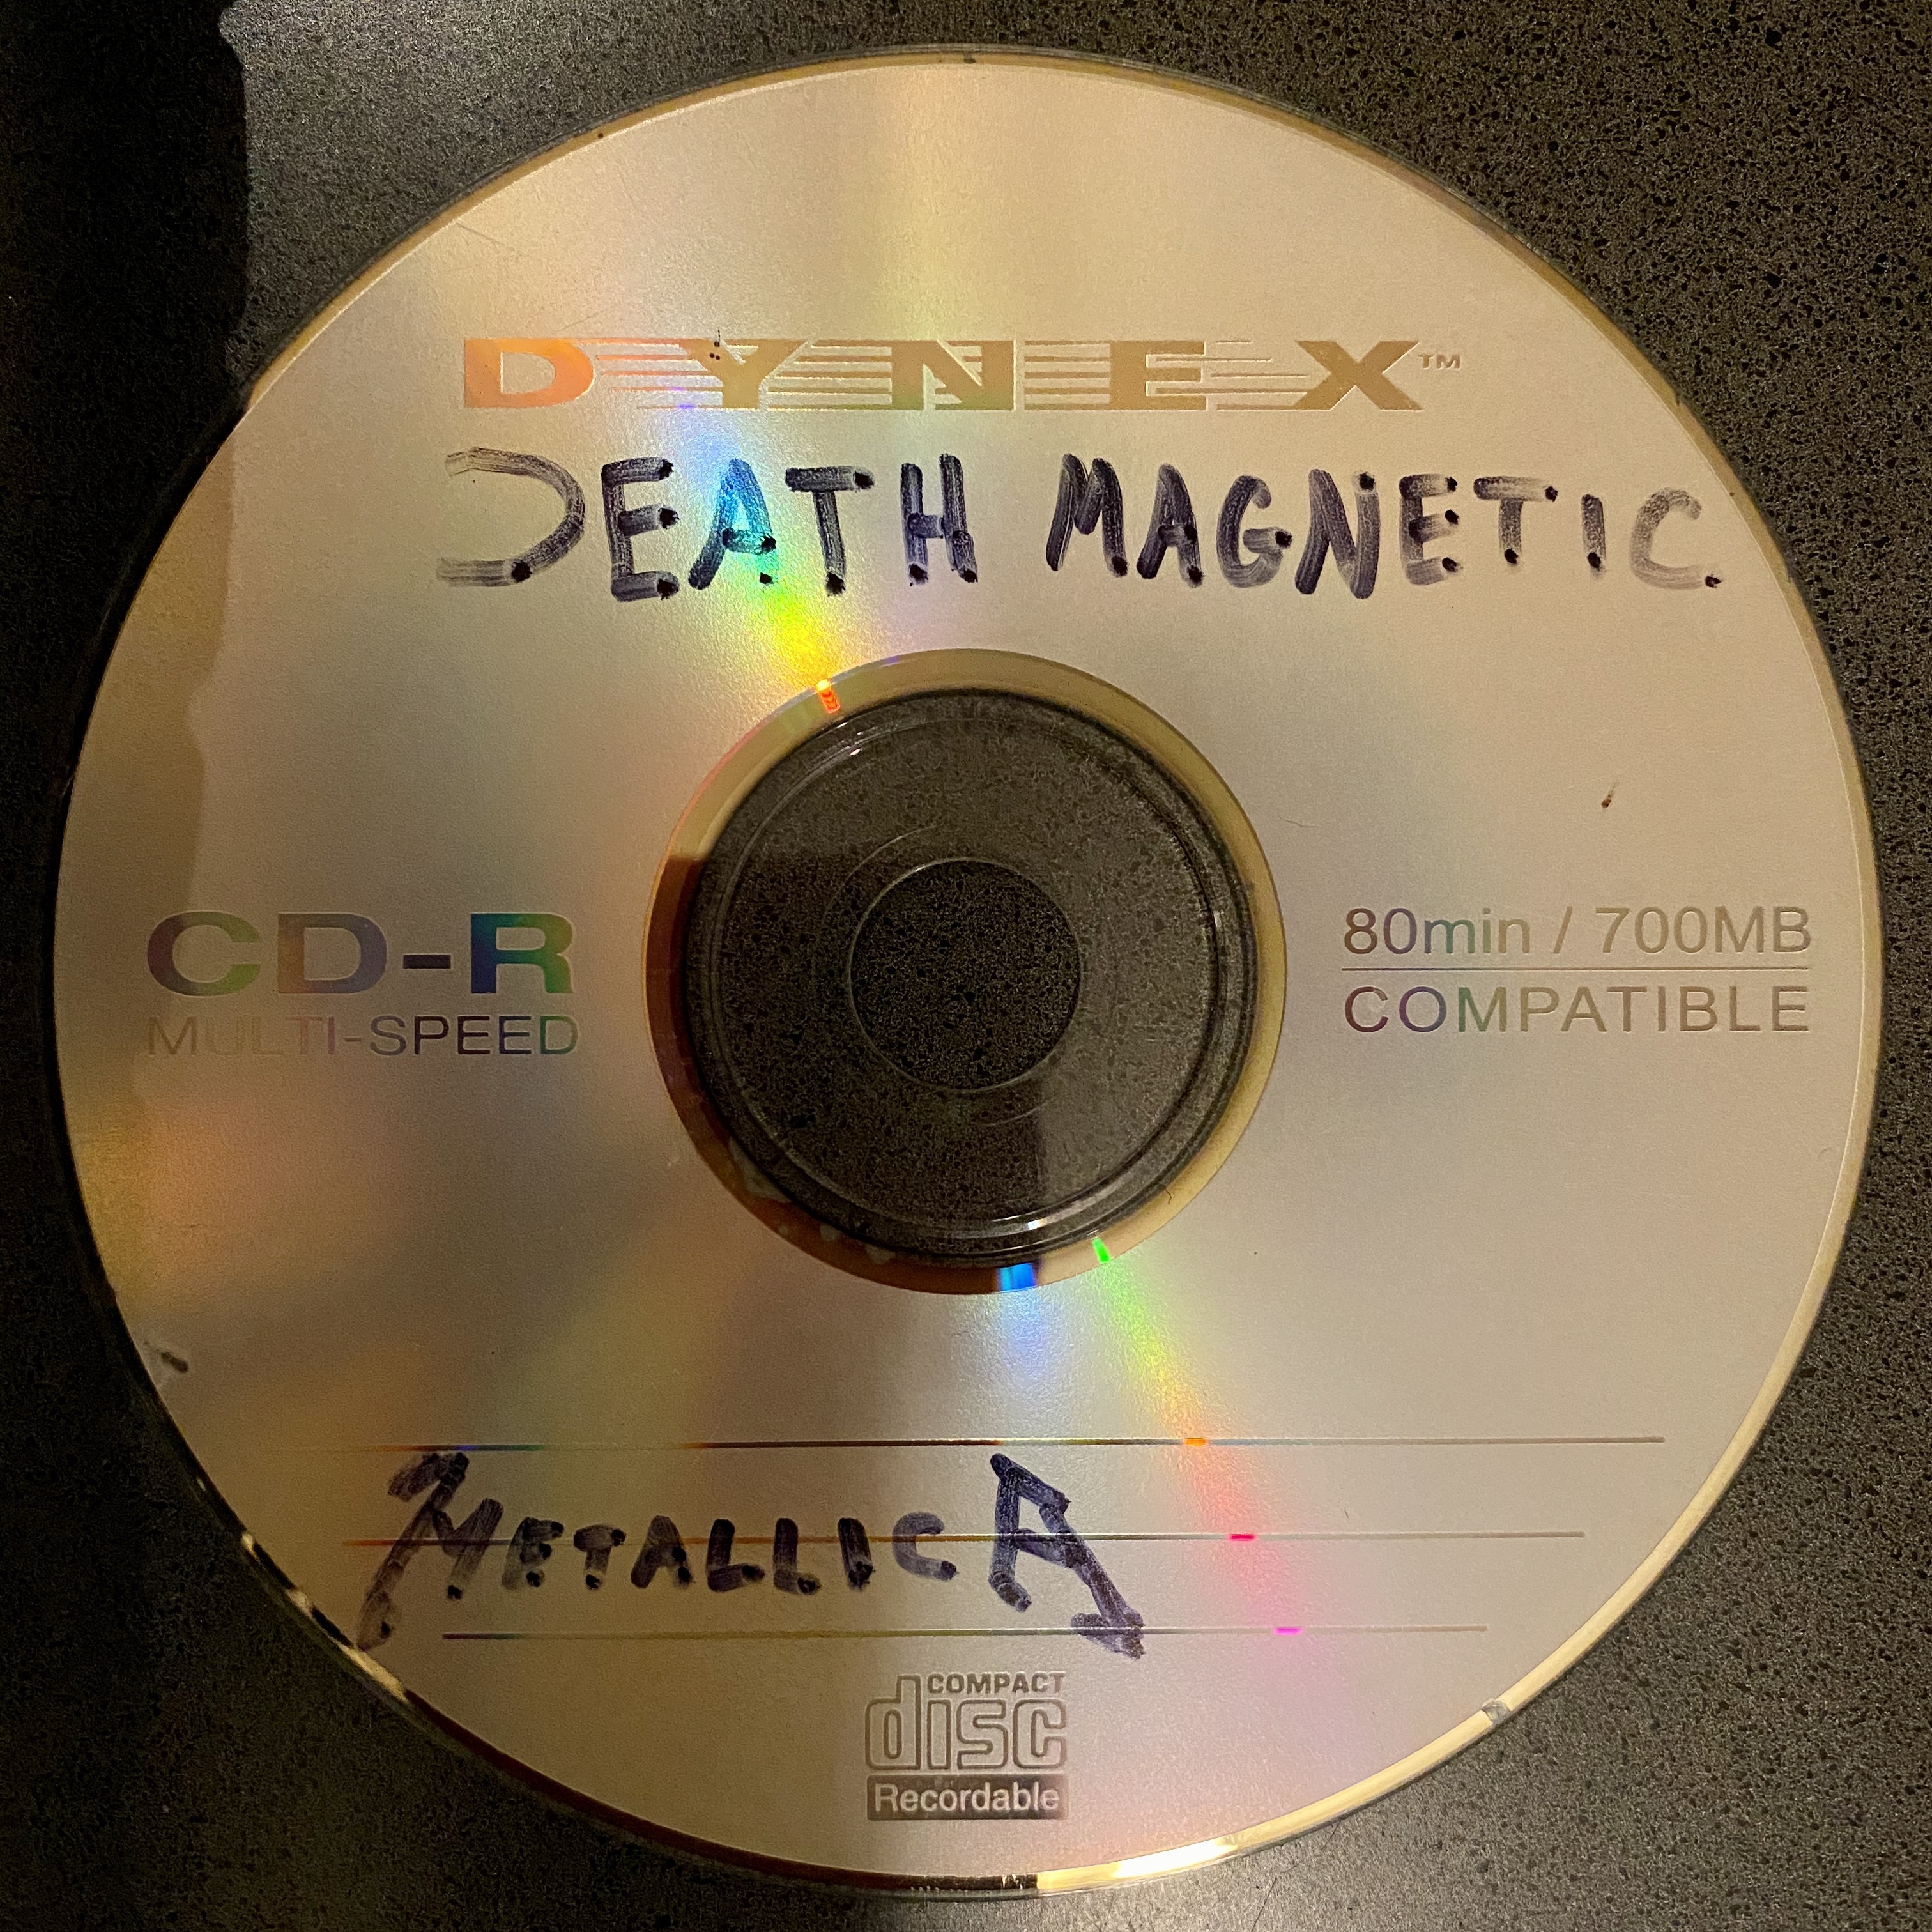 DYNEX™
DEATH MAGNETIC
CD-R
MULTI-SPEED
80min / 700MB
COMPATIBLE
METALLICA
COMPACT
disc
Recordable